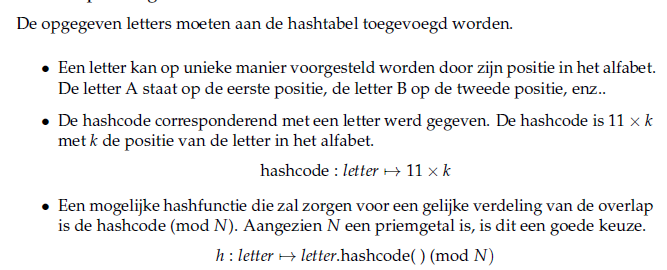 De opgegeven letters moeten aan de hashtabel toegevoegd worden.
• Een letter kan op unieke manier voorgesteld worden door zijn positie in het alfabet.
De letter A staat op de eerste positie, de letter B op de tweede positie, enz..
• De hashcode corresponderend met een letter werd gegeven. De hashcode is 11 × k
met k de positie van de letter in het alfabet.
hashcode : letter ↦ 11 × k
• Een mogelijke hashfunctie die zal zorgen voor een gelijke verdeling van de overlap
is de hashcode (mod N). Aangezien N een priemgetal is, is dit een goede keuze.
h : letter ↦ letter.hashcode( ) (mod N)